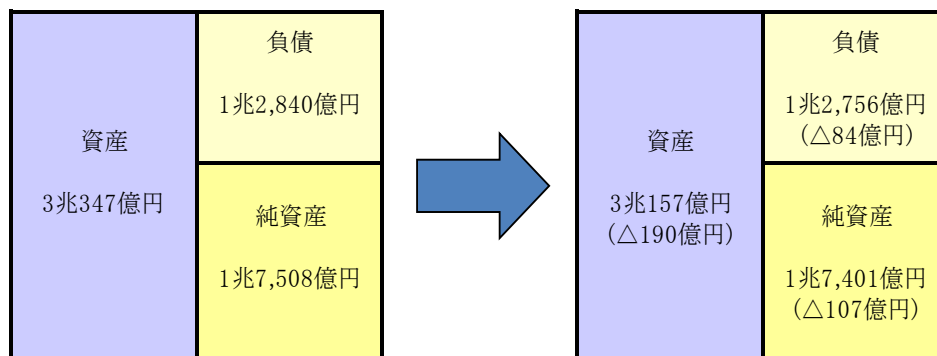 資産
3兆347億円
負債
1兆2,840億円
純資産
1兆7,508億円
資産
3兆157億円
(△190億円)
負債
1兆2,756億円
(△84億円)
純資産
1兆7,401億円
(△107億円)